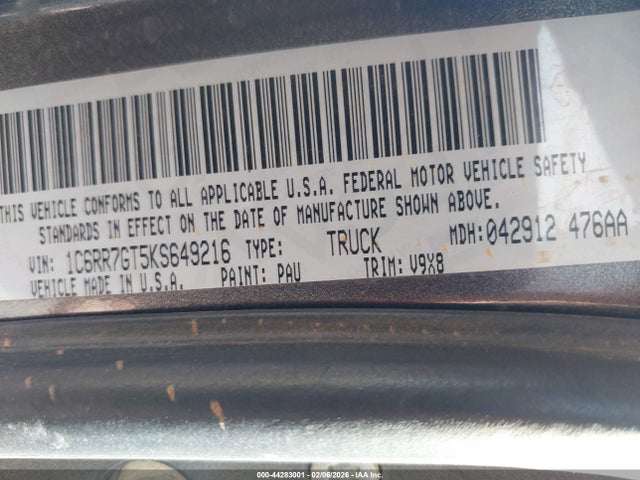 THIS VEHICLE CONFORMS TO ALL APPLICABLE U.S.A. FEDERAL MOTOR VEHICLE SAFETY
STANDARDS IN EFFECT ON THE DATE OF MANUFACTURE SHOWN ABOVE.
VIN: 1C6RR7GT5KS649216 TYPE: TRUCK MDH: 042912 476AA
VEHICLE MADE IN U.S.A. PAINT: PAU TRIM: V9X8
000-44283001 - 02/06/2026 - IAA Inc.